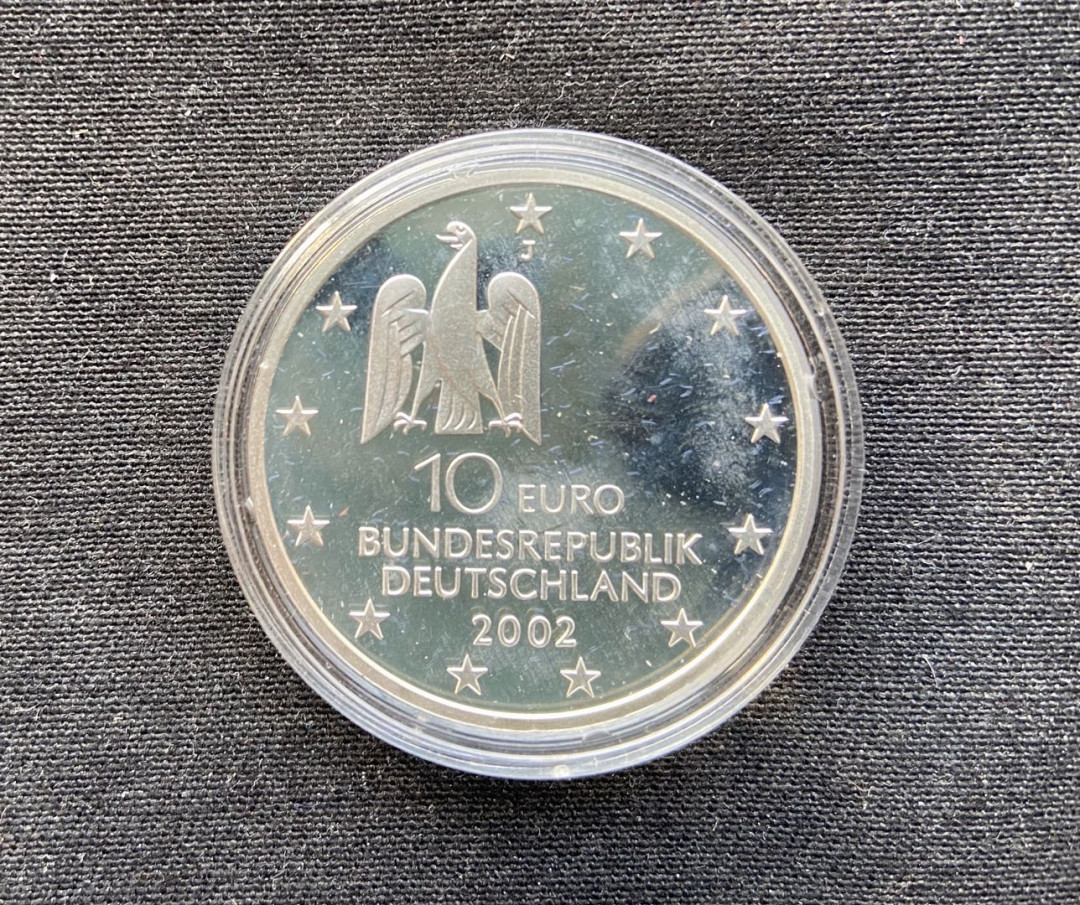 J
10 EURO
BUNDESREPUBLIK
DEUTSCHLAND
2002